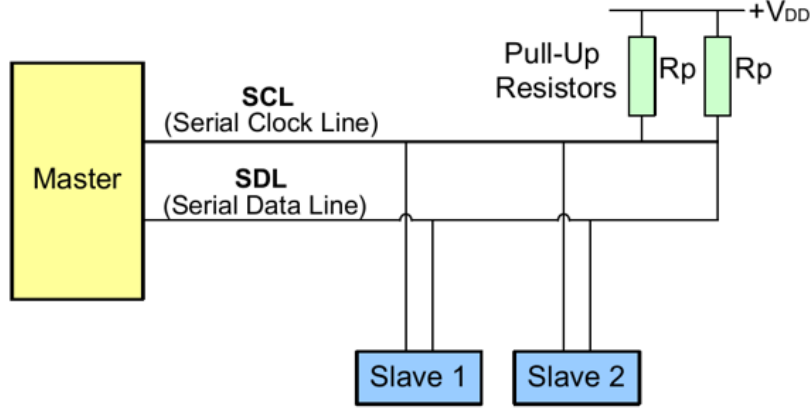 +VDD
Pull-Up
Resistors
Rp
Rp
SCL
(Serial Clock Line)
Master
SDL
(Serial Data Line)
Slave 1
Slave 2